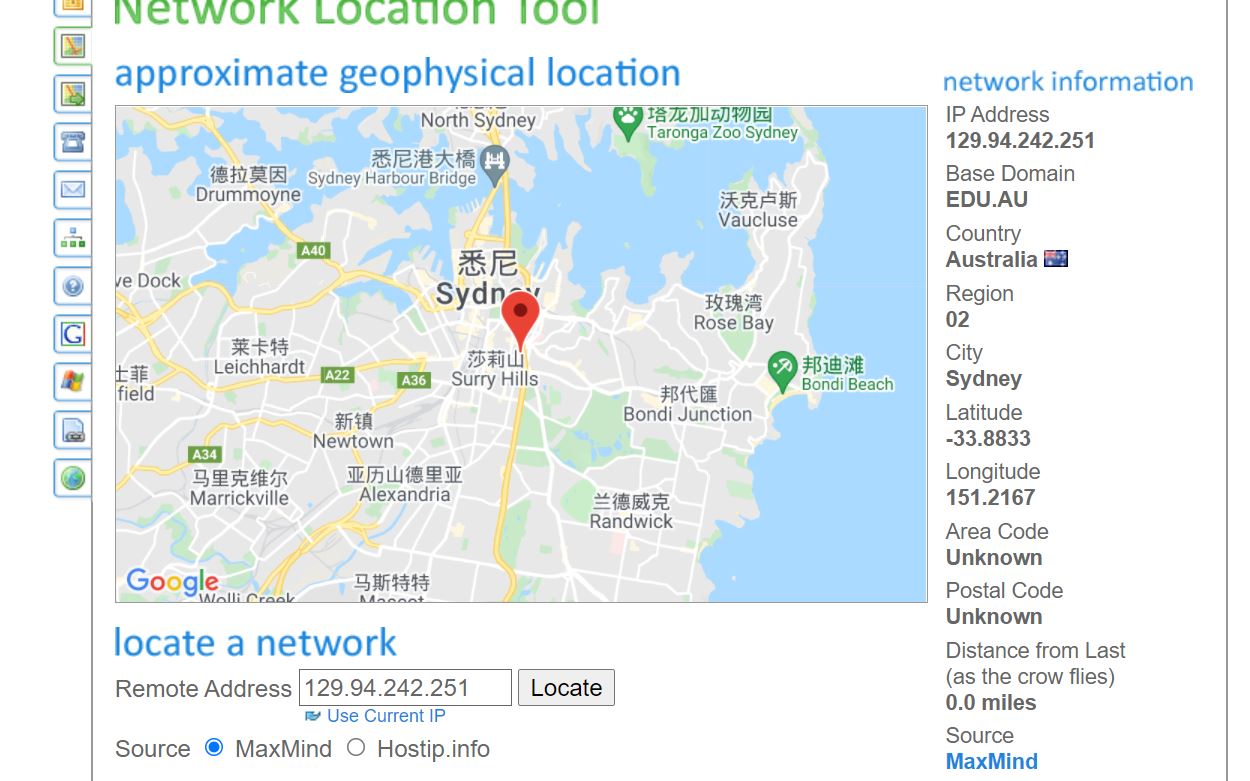 Network Location Tool
approximate geophysical location
North Sydney
塔龙加动物园
Taronga Zoo Sydney
悉尼港大橋
Sydney Harbour Bridge
德拉莫因
Drummoyne
沃克卢斯
Vaucluse
A40
悉尼
Sydney
ve Dock
玫瑰湾
Rose Bay
莱卡特
Leichhardt
莎莉山
Surry Hills
A22
A36
士菲
field
邦迪滩
Bondi Beach
邦代匯
Bondi Junction
新镇
Newtown
A34
马里克维尔
Marrickville
亚历山德里亚
Alexandria
兰德威克
Randwick
马斯特特
Mascot
Google
Wolli Creek
locate a network
Remote Address 129.94.242.251 Locate
Use Current IP
Source MaxMind Hostip.info
network information
IP Address
129.94.242.251
Base Domain
EDU.AU
Country
Australia
Region
02
City
Sydney
Latitude
-33.8833
Longitude
151.2167
Area Code
Unknown
Postal Code
Unknown
Distance from Last
(as the crow flies)
0.0 miles
Source
MaxMind